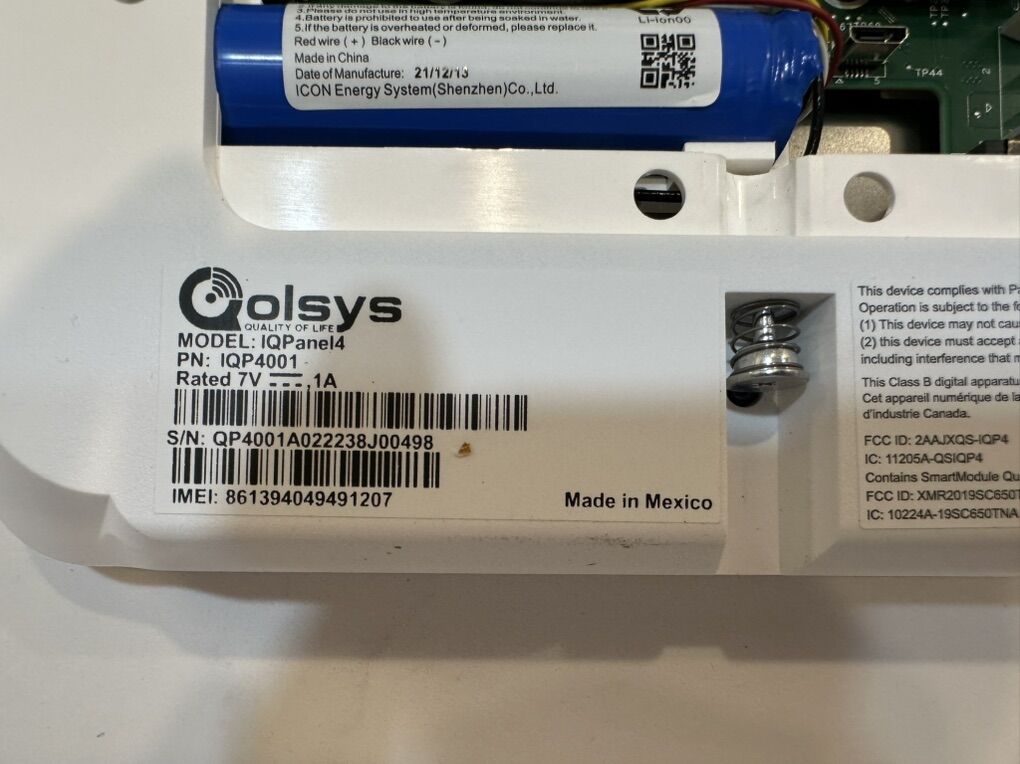 3.Please do not use in high temperature environment.
4.Battery is prohibited to use after being soaked in water.
5.If the battery is overheated or deformed, please replace it.
Red wire ( + ) Black wire ( - )
Made in China
Date of Manufacture: 21/12/13
ICON Energy System(Shenzhen)Co.,Ltd.
Li-ion00
TP44
5
2
Qolsys
QUALITY OF LIFE
MODEL: IQPanel4
PN: IQP4001
Rated 7V ⎓, 1A
S/N: QP4001A022238J00498
IMEI: 861394049491207
Made in Mexico
This device complies with Pa
Operation is subject to the fo
(1) This device may not cau
(2) this device must accept
including interference that m
This Class B digital apparatu
Cet appareil numérique de la
d'industrie Canada.
FCC ID: 2AAJXQS-IQP4
IC: 11205A-QSIQP4
Contains SmartModule Qu
FCC ID: XMR2019SC650T
IC: 10224A-19SC650TNA